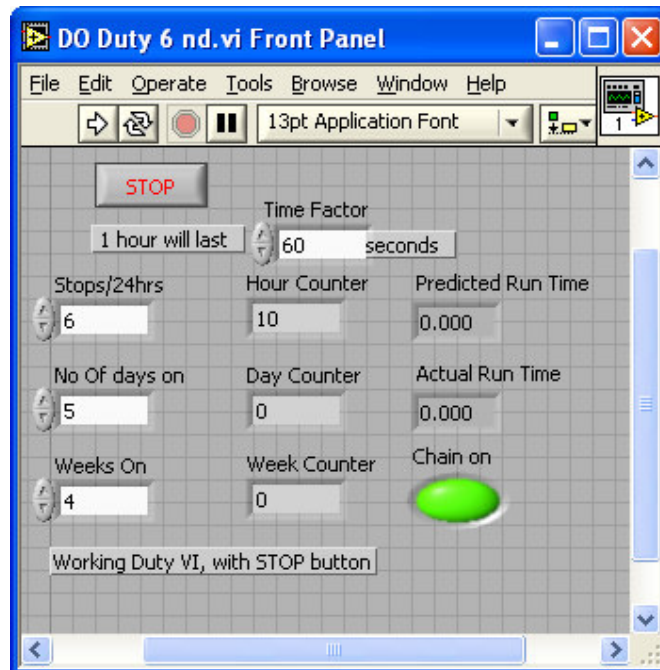 DO Duty 6 nd.vi Front Panel
File Edit Operate Tools Browse Window Help
13pt Application Font
1
STOP
Time Factor
1 hour will last 60 seconds
Stops/24hrs Hour Counter Predicted Run Time
6 10 0.000
No Of days on Day Counter Actual Run Time
5 0 0.000
Weeks On Week Counter Chain on
4 0
Working Duty VI, with STOP button